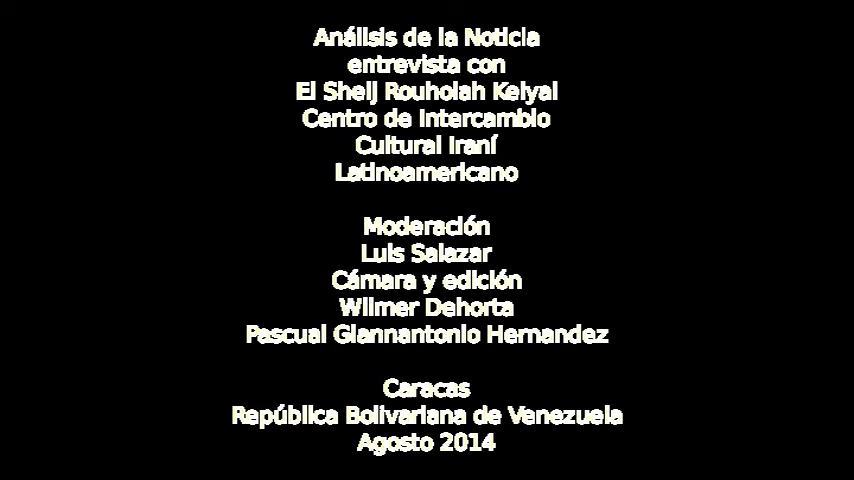 Análisis de la Noticia
entrevista con
El Sheij Rouholah Keiyai
Centro de Intercambio
Cultural Iraní
Latinoamericano
Moderación
Luis Salazar
Cámara y edición
Wilmer Dehorta
Pascual Giannantonio Hernandez
Caracas
República Bolivariana de Venezuela
Agosto 2014